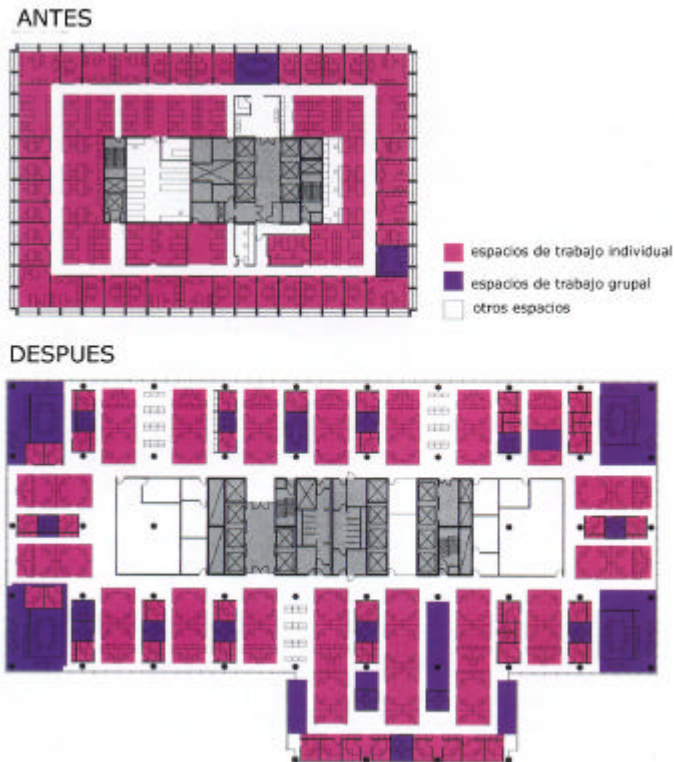 ANTES
espacios de trabajo individual
espacios de trabajo grupal
otros espacios
DESPUES